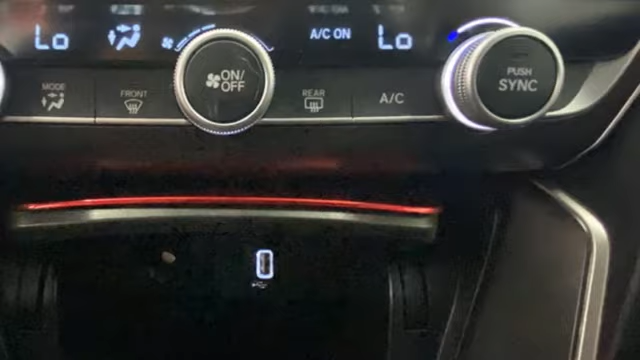 Lo
A/C ON
Lo
MODE
FRONT
ON/
OFF
REAR
A/C
PUSH
SYNC